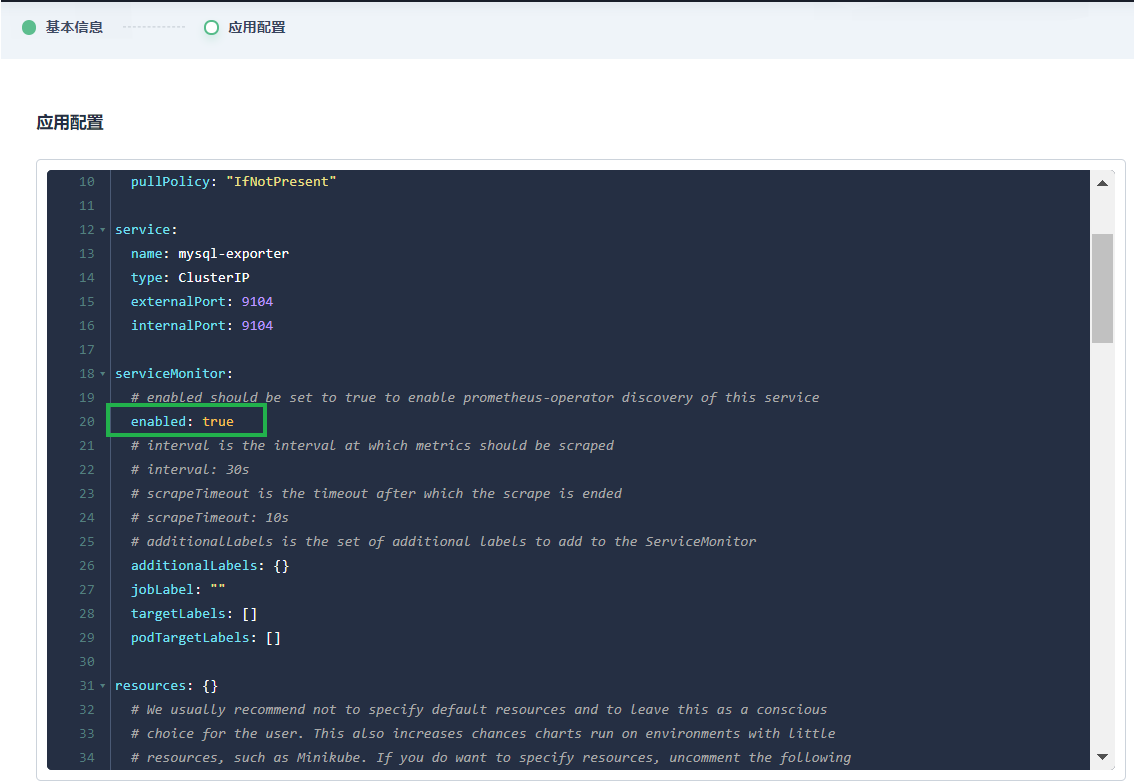 基本信息 应用配置
应用配置
10 pullPolicy: "IfNotPresent"
11
12 service:
13 name: mysql-exporter
14 type: ClusterIP
15 externalPort: 9104
16 internalPort: 9104
17
18 serviceMonitor:
19 # enabled should be set to true to enable prometheus-operator discovery of this service
20 enabled: true
21 # interval is the interval at which metrics should be scraped
22 # interval: 30s
23 # scrapeTimeout is the timeout after which the scrape is ended
24 # scrapeTimeout: 10s
25 # additionalLabels is the set of additional labels to add to the ServiceMonitor
26 additionalLabels: {}
27 jobLabel: ""
28 targetLabels: []
29 podTargetLabels: []
30
31 resources: {}
32 # We usually recommend not to specify default resources and to leave this as a conscious
33 # choice for the user. This also increases chances charts run on environments with little
34 # resources, such as Minikube. If you do want to specify resources, uncomment the following